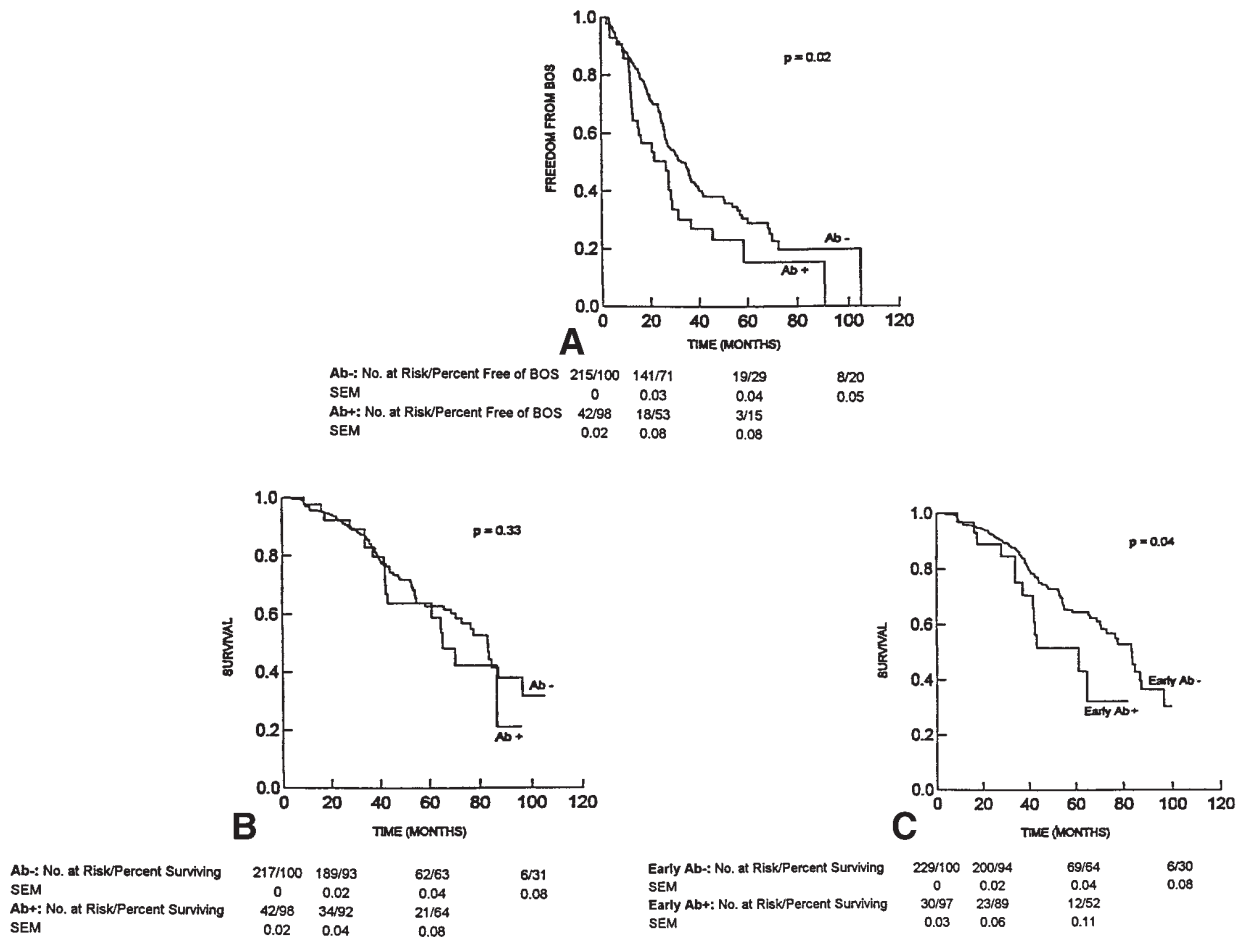 FREEDOM FROM BOS
1.0
0.8
0.6
0.4
0.2
0.0
p = 0.02
Ab -
Ab +
0 20 40 60 80 100 120
TIME (MONTHS)
A
Ab-: No. at Risk/Percent Free of BOS 215/100 141/71 19/29 8/20
SEM 0 0.03 0.04 0.05
Ab+: No. at Risk/Percent Free of BOS 42/98 18/53 3/15
SEM 0.02 0.08 0.08
SURVIVAL
1.0
0.8
0.6
0.4
0.2
0.0
p = 0.33
Ab -
Ab +
0 20 40 60 80 100 120
TIME (MONTHS)
B
Ab-: No. at Risk/Percent Surviving 217/100 189/93 62/63 6/31
SEM 0 0.02 0.04 0.08
Ab+: No. at Risk/Percent Surviving 42/98 34/92 21/64
SEM 0.02 0.04 0.08
SURVIVAL
1.0
0.8
0.6
0.4
0.2
0.0
p = 0.04
Early Ab -
Early Ab +
0 20 40 60 80 100 120
TIME (MONTHS)
C
Early Ab-: No. at Risk/Percent Surviving 229/100 200/94 69/64 6/30
SEM 0 0.02 0.04 0.08
Early Ab+: No. at Risk/Percent Surviving 30/97 23/89 12/52
SEM 0.03 0.06 0.11